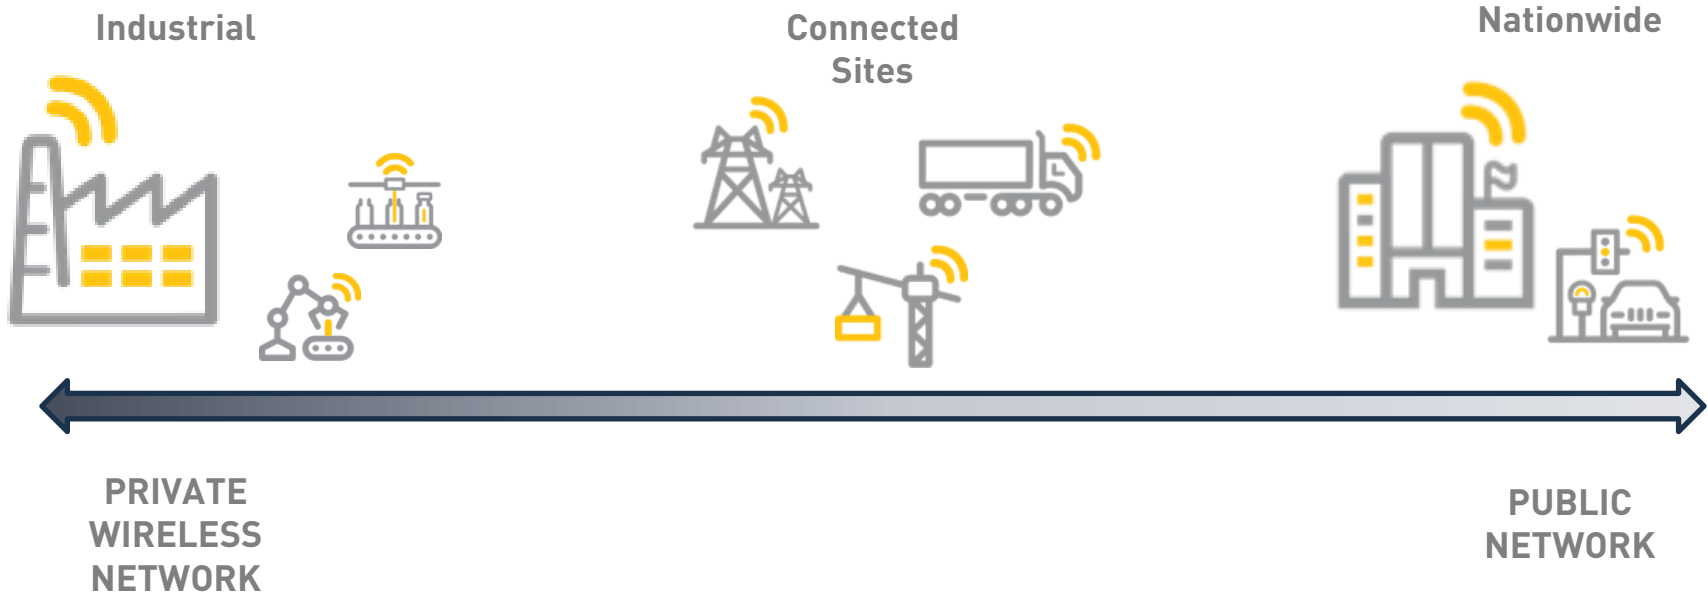 Industrial
Connected
Sites
Nationwide
PRIVATE
WIRELESS
NETWORK
PUBLIC
NETWORK